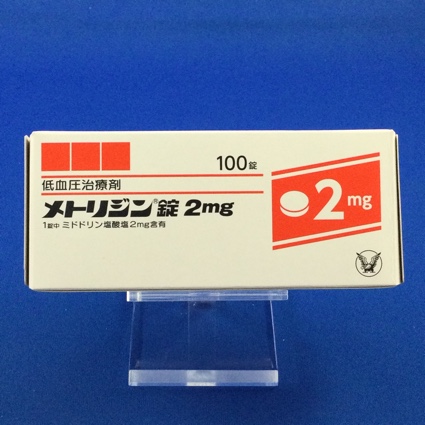 100錠
低血圧治療剤
メトリジン®錠 2mg
1錠中 ミドドリン塩酸塩2mg含有
2mg